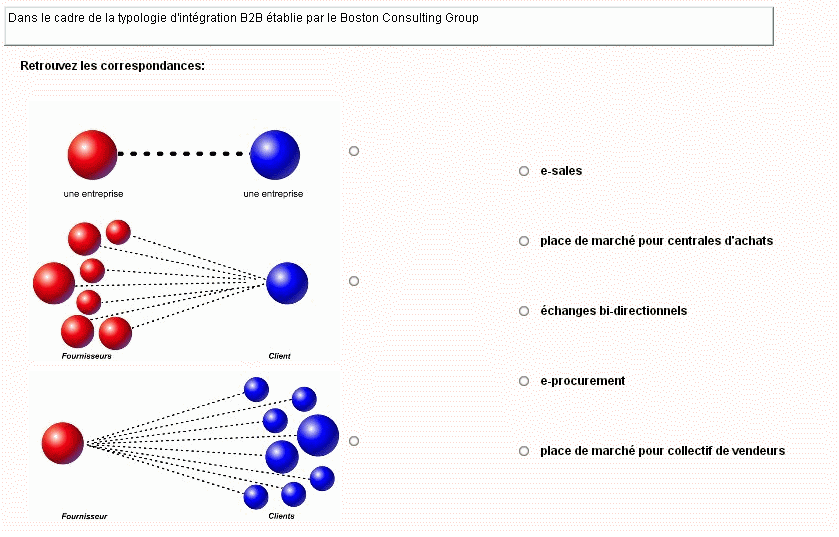 Dans le cadre de la typologie d'intégration B2B établie par le Boston Consulting Group
Retrouvez les correspondances:
une entreprise
une entreprise
Fournisseurs
Client
Fournisseur
Clients
e-sales
place de marché pour centrales d'achats
échanges bi-directionnels
e-procurement
place de marché pour collectif de vendeurs